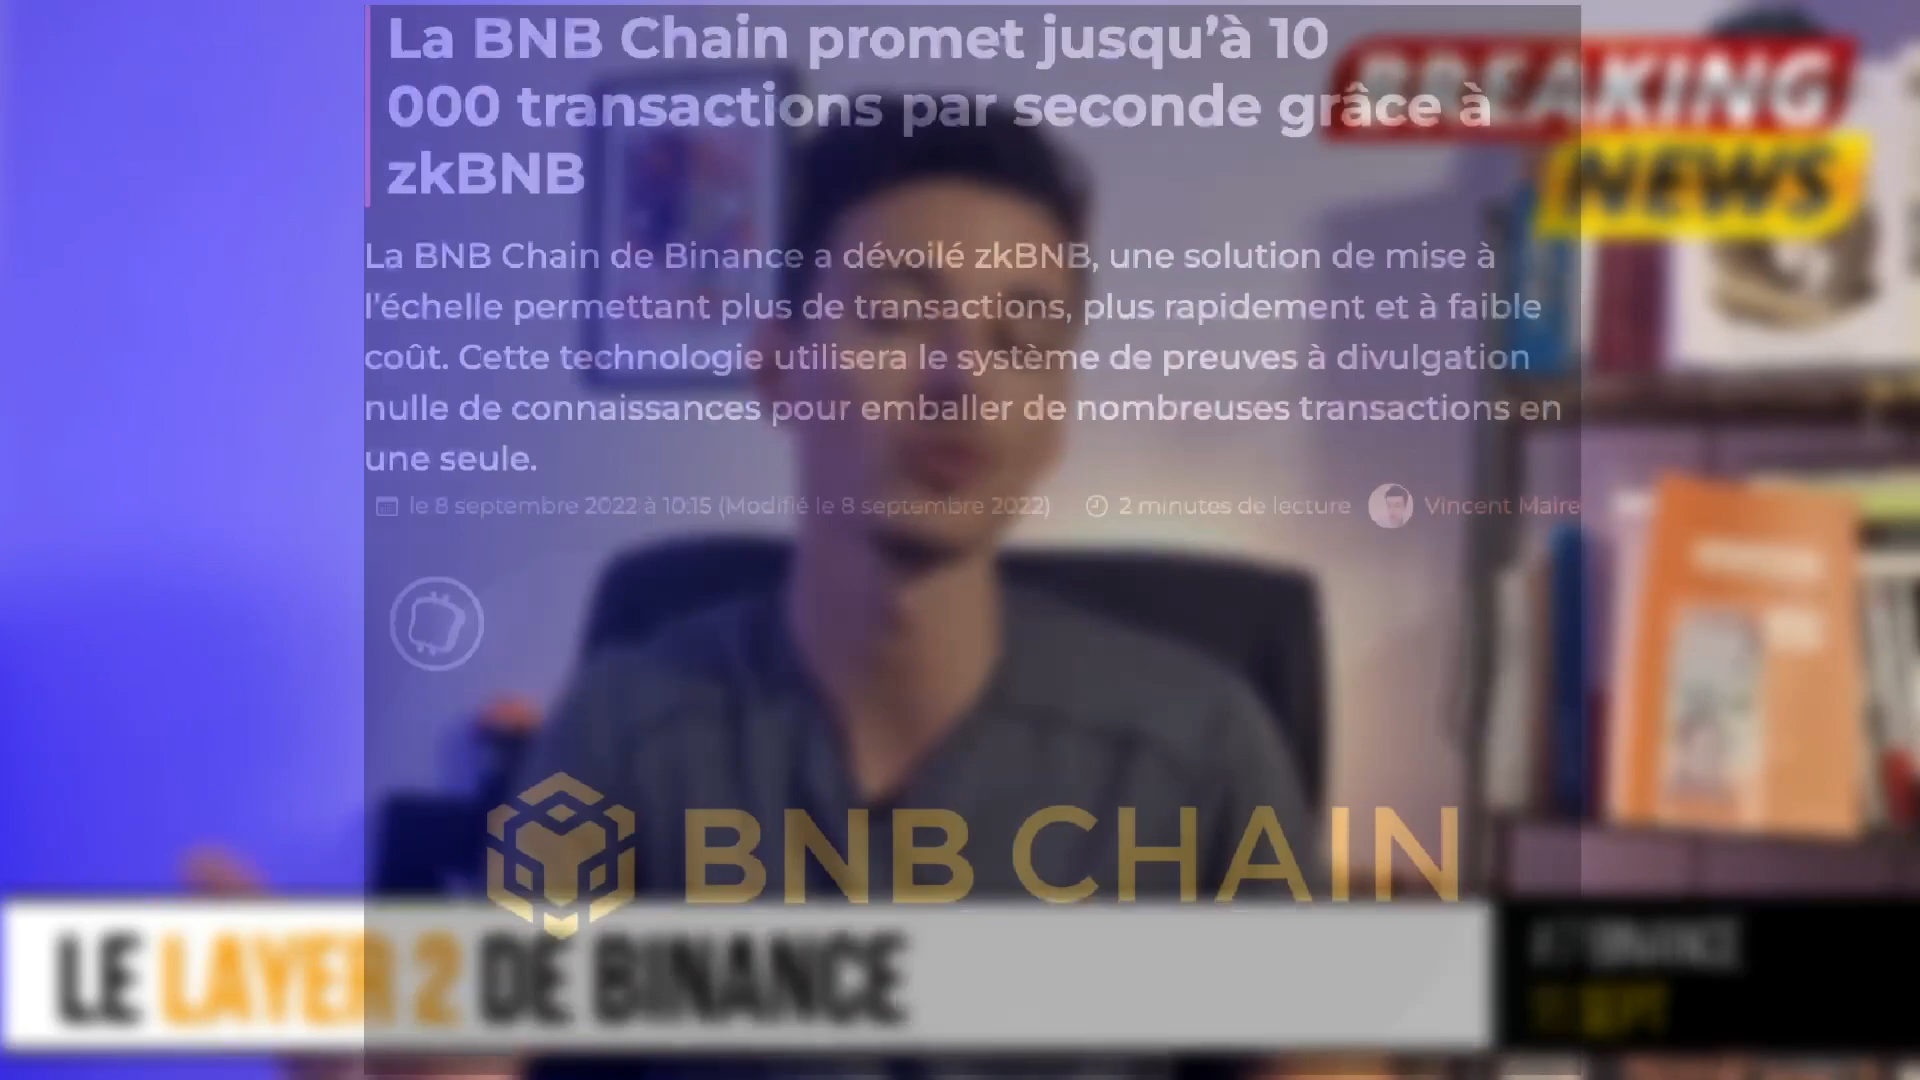 La BNB Chain promet jusqu'à 10
000 transactions par seconde grâce à
zkBNB
BREAKING
NEWS
La BNB Chain de Binance a dévoilé zkBNB, une solution de mise à
l'échelle permettant plus de transactions, plus rapidement et à faible
coût. Cette technologie utilisera le système de preuves à divulgation
nulle de connaissances pour emballer de nombreuses transactions en
une seule.
le 8 septembre 2022 à 10:15 (Modifié le 8 septembre 2022) 2 minutes de lecture Vincent Maire
BNB CHAIN
LE LAYER 2 DE BINANCE
BINANCE
SEPT